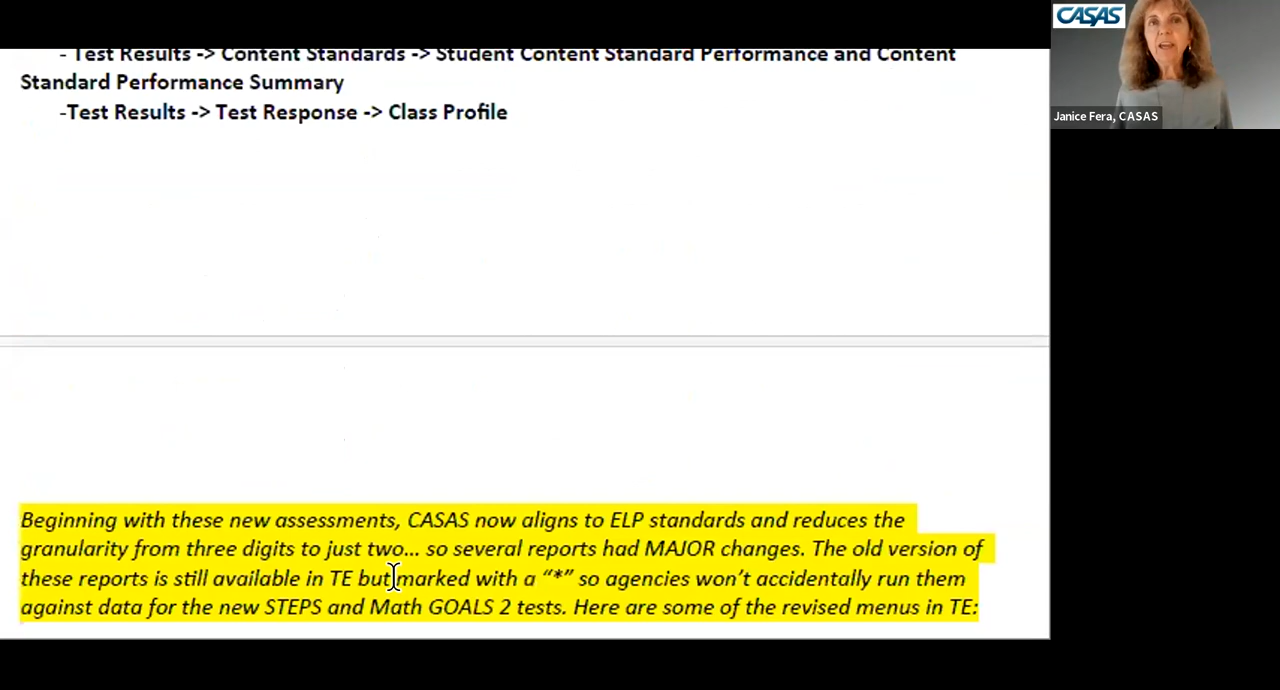 - Test Results -> Content Standards -> Student Content Standard Performance and Content
Standard Performance Summary
-Test Results -> Test Response -> Class Profile
Beginning with these new assessments, CASAS now aligns to ELP standards and reduces the
granularity from three digits to just two... so several reports had MAJOR changes. The old version of
these reports is still available in TE but marked with a “*” so agencies won’t accidentally run them
against data for the new STEPS and Math GOALS 2 tests. Here are some of the revised menus in TE:
CASAS
Janice Fera, CASAS